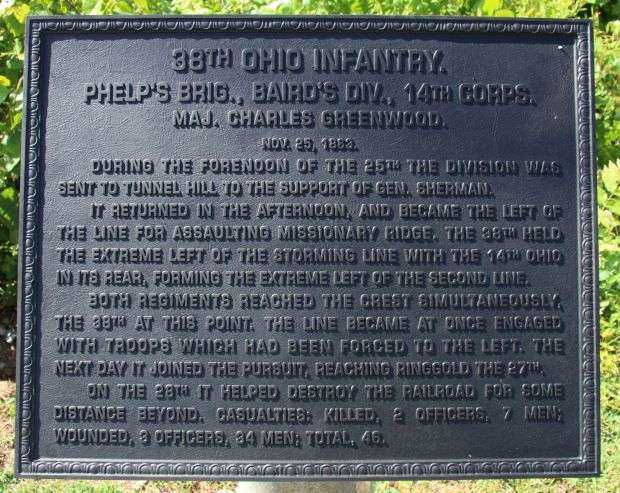 38TH OHIO INFANTRY.
PHELP'S BRIG., BAIRD'S DIV., 14TH CORPS.
MAJ. CHARLES GREENWOOD.
NOV. 25, 1863.
DURING THE FORENOON OF THE 25TH THE DIVISION WAS
SENT TO TUNNEL HILL TO THE SUPPORT OF GEN. SHERMAN.
IT RETURNED IN THE AFTERNOON, AND BECAME THE LEFT OF
THE LINE FOR ASSAULTING MISSIONARY RIDGE. THE 38TH HELD
THE EXTREME LEFT OF THE STORMING LINE WITH THE 14TH OHIO
IN ITS REAR, FORMING THE EXTREME LEFT OF THE SECOND LINE.
BOTH REGIMENTS REACHED THE CREST SIMULTANEOUSLY,
THE 38TH AT THIS POINT. THE LINE BECAME AT ONCE ENGAGED
WITH TROOPS WHICH HAD BEEN FORCED TO THE LEFT. THE
NEXT DAY IT JOINED THE PURSUIT, REACHING RINGGOLD THE 27TH.
ON THE 28TH IT HELPED DESTROY THE RAILROAD FOR SOME
DISTANCE BEYOND. CASUALTIES: KILLED, 2 OFFICERS, 7 MEN;
WOUNDED, 3 OFFICERS, 34 MEN; TOTAL, 46.